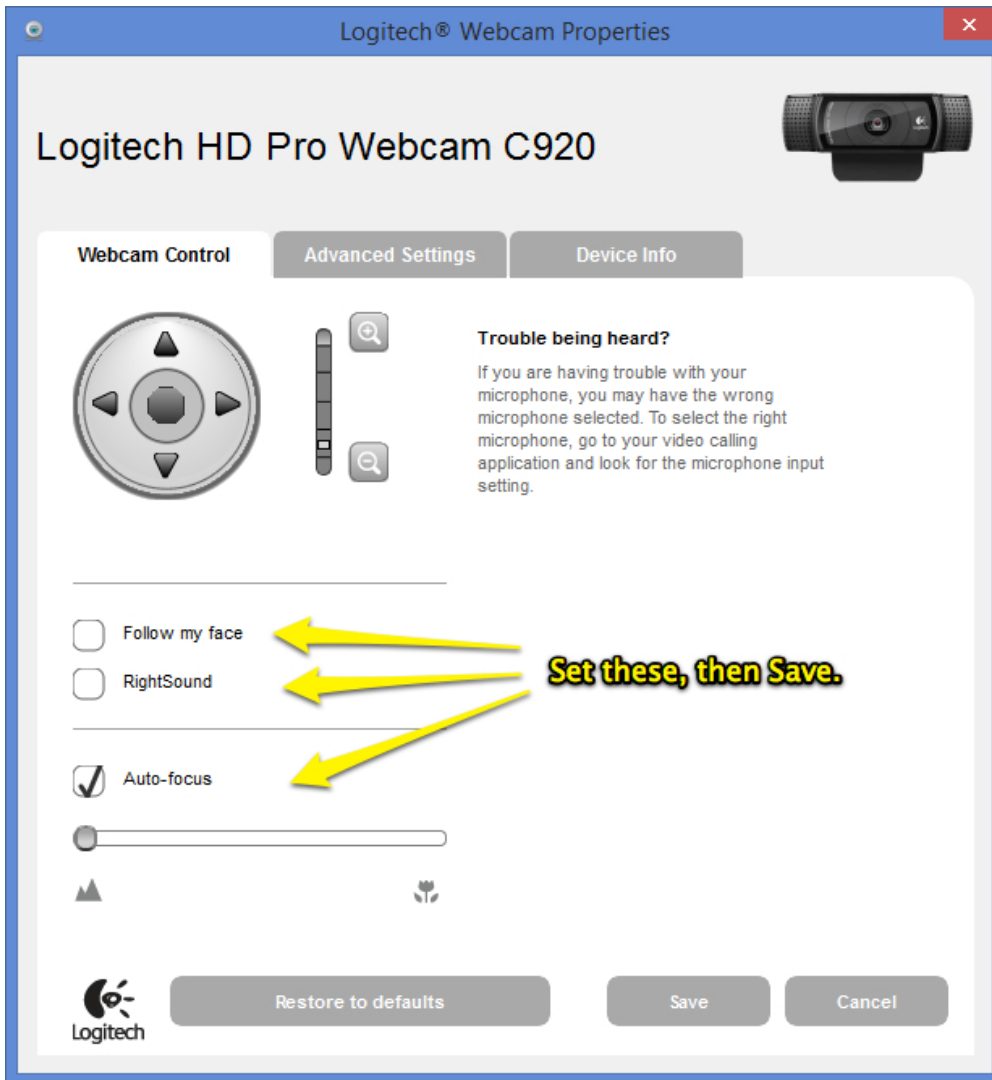 Logitech® Webcam Properties
Logitech HD Pro Webcam C920
Webcam Control
Advanced Settings
Device Info
Trouble being heard?
If you are having trouble with your
microphone, you may have the wrong
microphone selected. To select the right
microphone, go to your video calling
application and look for the microphone input
setting.
Follow my face
RightSound
Set these, then Save.
Auto-focus
Logitech
Restore to defaults
Save
Cancel